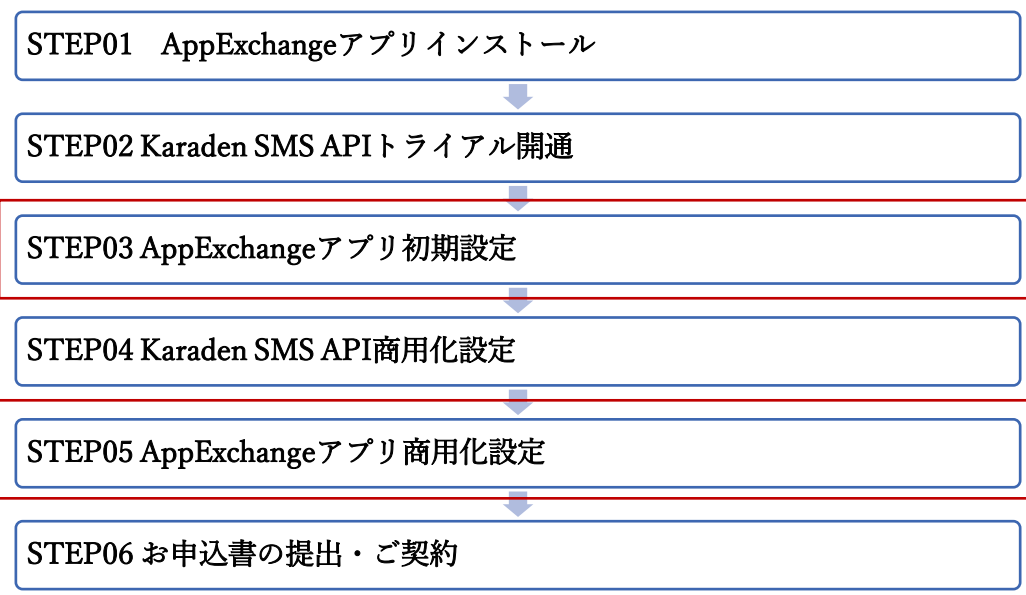 STEP01　AppExchangeアプリインストール
STEP02 Karaden SMS APIトライアル開通
STEP03 AppExchangeアプリ初期設定
STEP04 Karaden SMS API商用化設定
STEP05 AppExchangeアプリ商用化設定
STEP06 お申込書の提出・ご契約